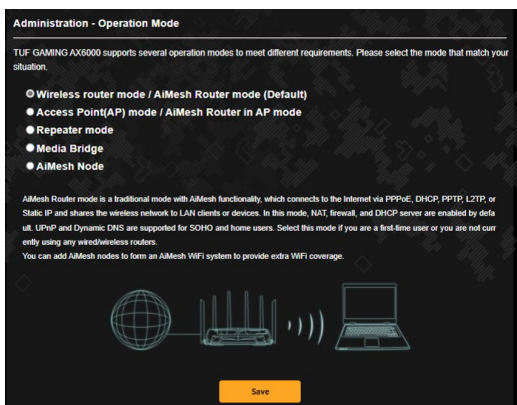 Administration - Operation Mode
TUF GAMING AX6000 supports several operation modes to meet different requirements. Please select the mode that match your
situation.
Wireless router mode / AiMesh Router mode (Default)
Access Point(AP) mode / AiMesh Router in AP mode
Repeater mode
Media Bridge
AiMesh Node
AiMesh Router mode is a traditional mode with AiMesh functionality, which connects to the Internet via PPPoE, DHCP, PPTP, L2TP, or
Static IP and shares the wireless network to LAN clients or devices. In this mode, NAT, firewall, and DHCP server are enabled by defa
ult. UPnP and Dynamic DNS are supported for SOHO and home users. Select this mode if you are a first-time user or you are not curr
ently using any wired/wireless routers.
You can add AiMesh nodes to form an AiMesh WiFi system to provide extra WiFi coverage.
Save